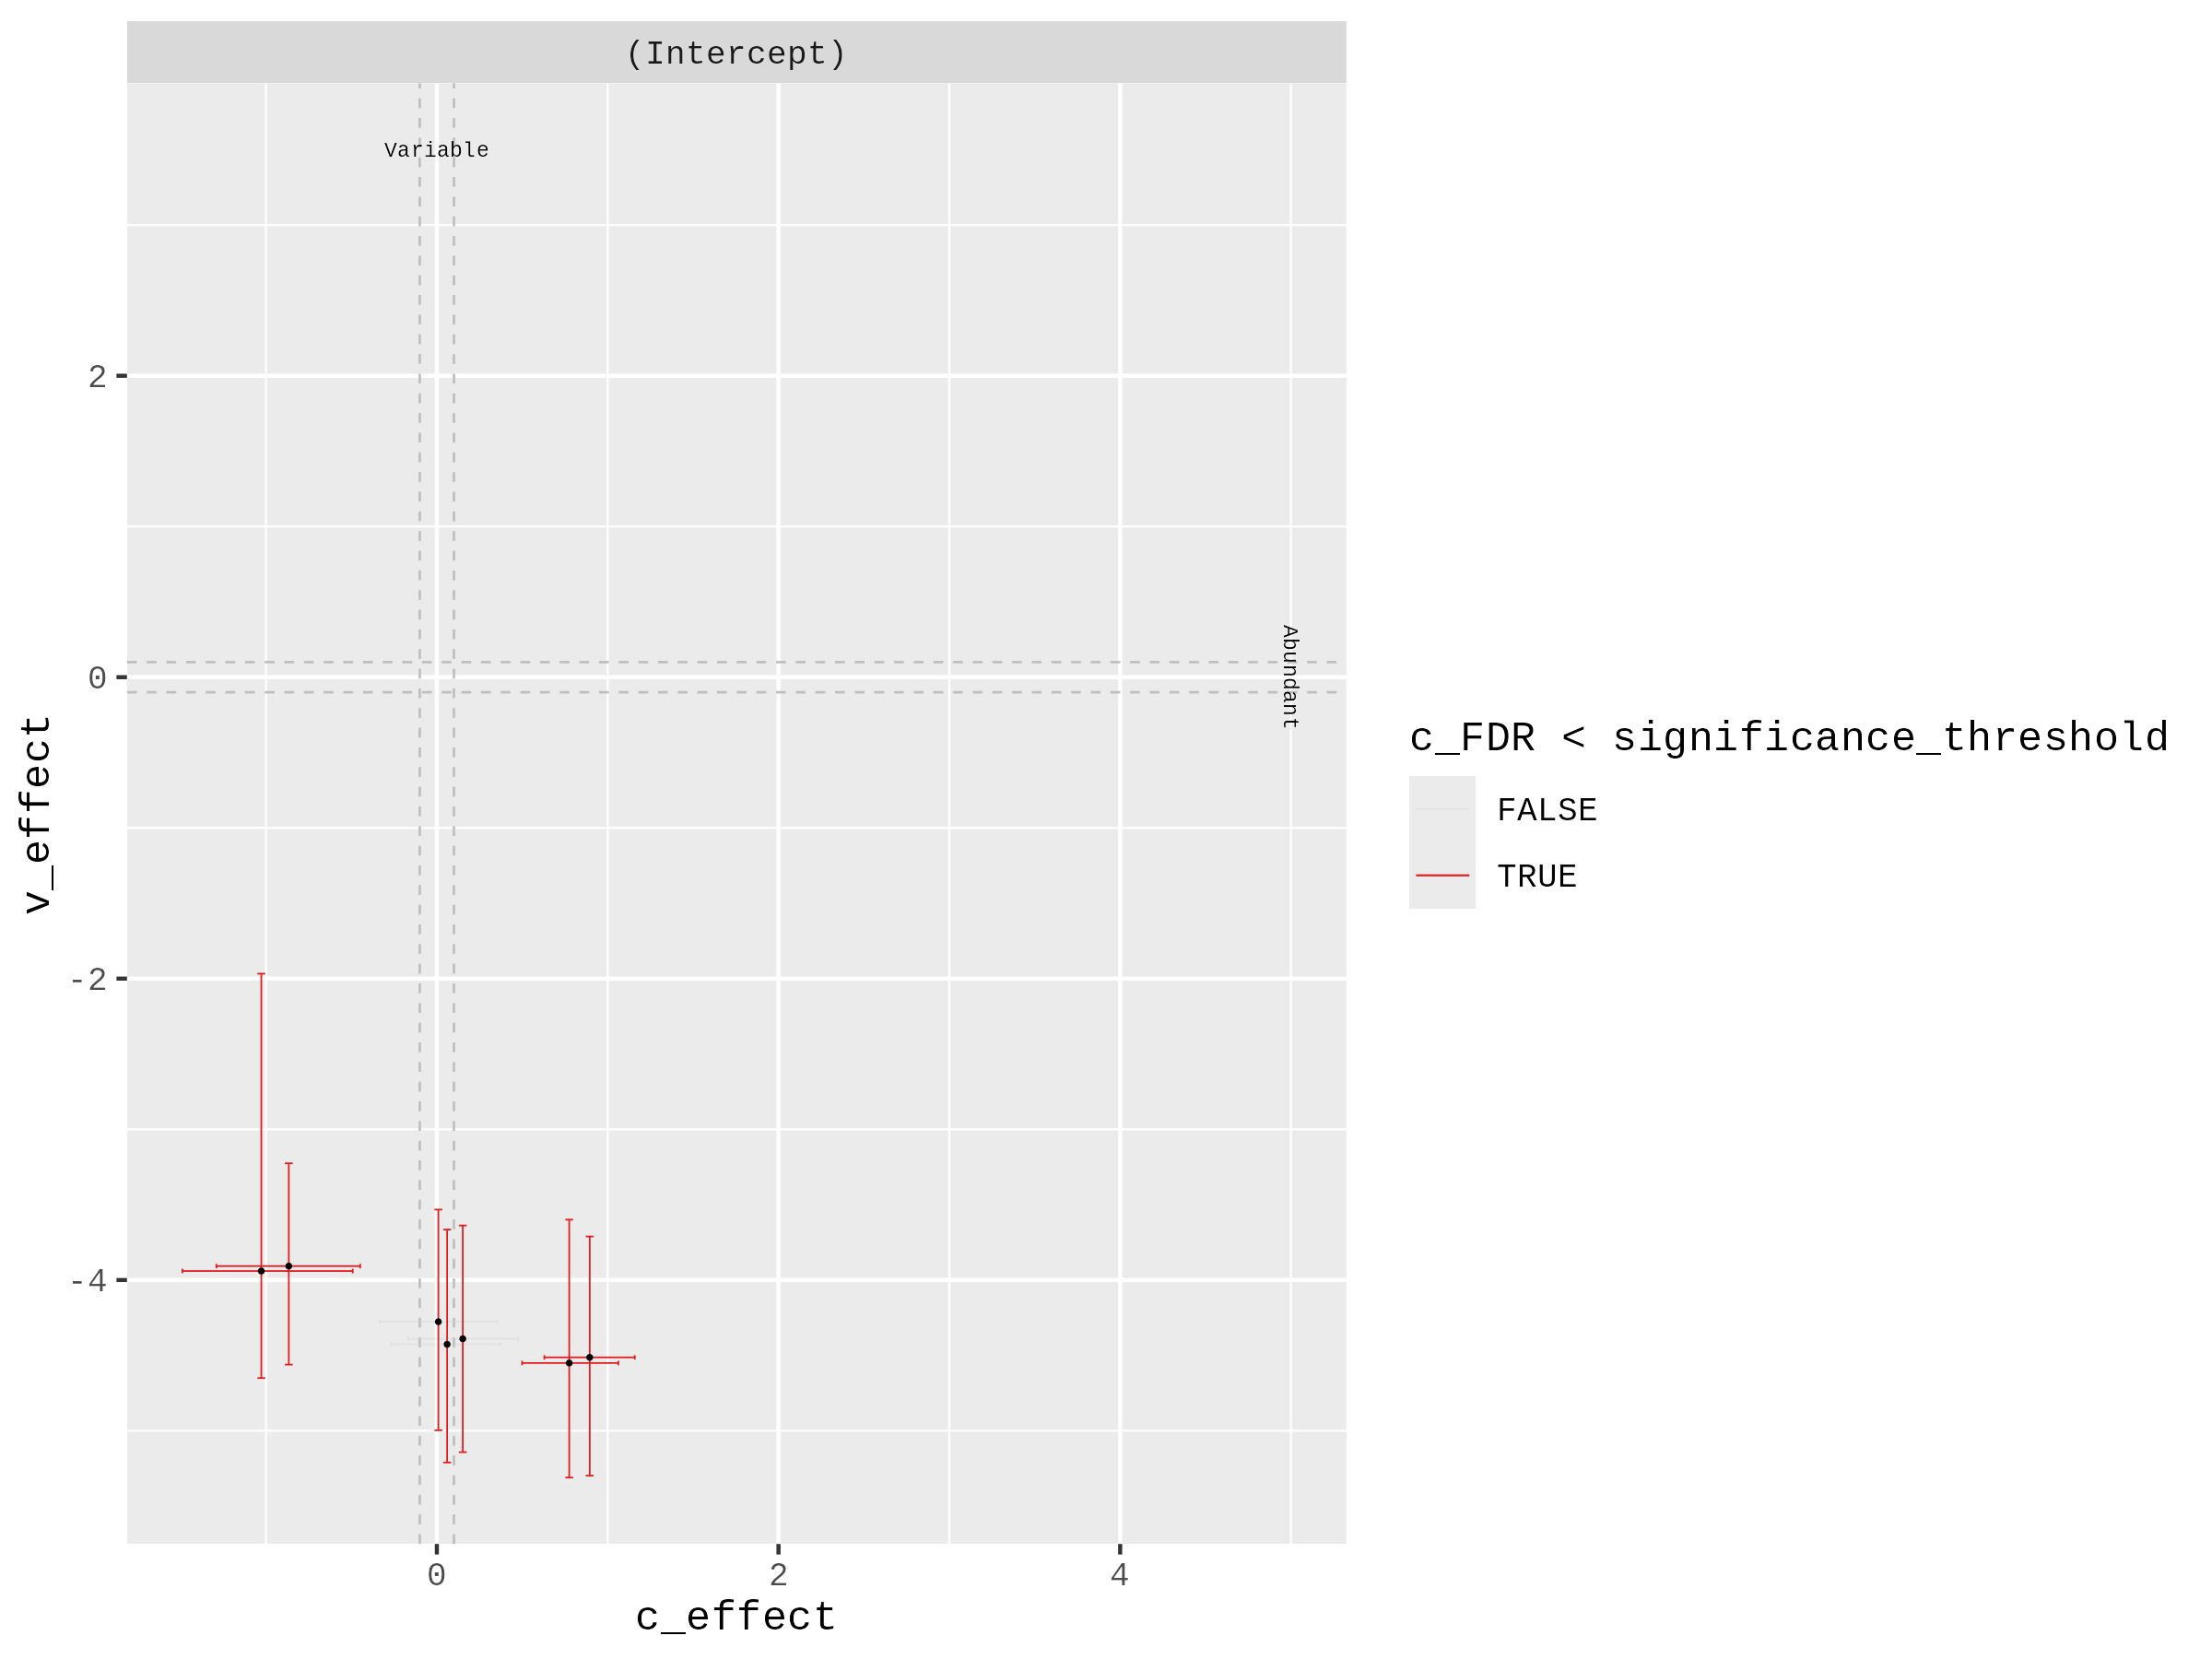 (Intercept)
Variable
2
0
-2
-4
Abundant
v_effect
0 2 4
c_effect
c_FDR < significance_threshold
FALSE
TRUE